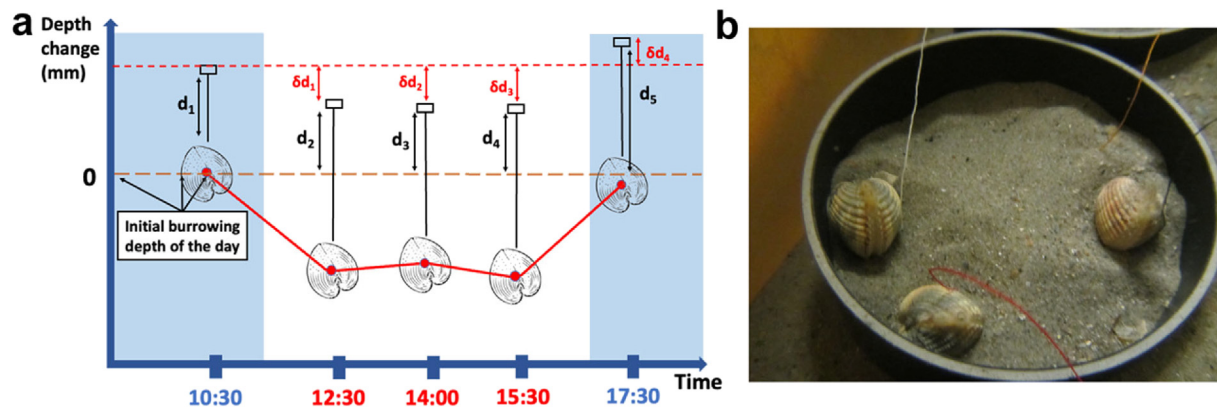 a
Depth
change
(mm)
d1
δd1
δd2
δd3
δd4
d2
d3
d4
d5
0
Initial burrowing
depth of the day
10:30
12:30
14:00
15:30
17:30
Time
b